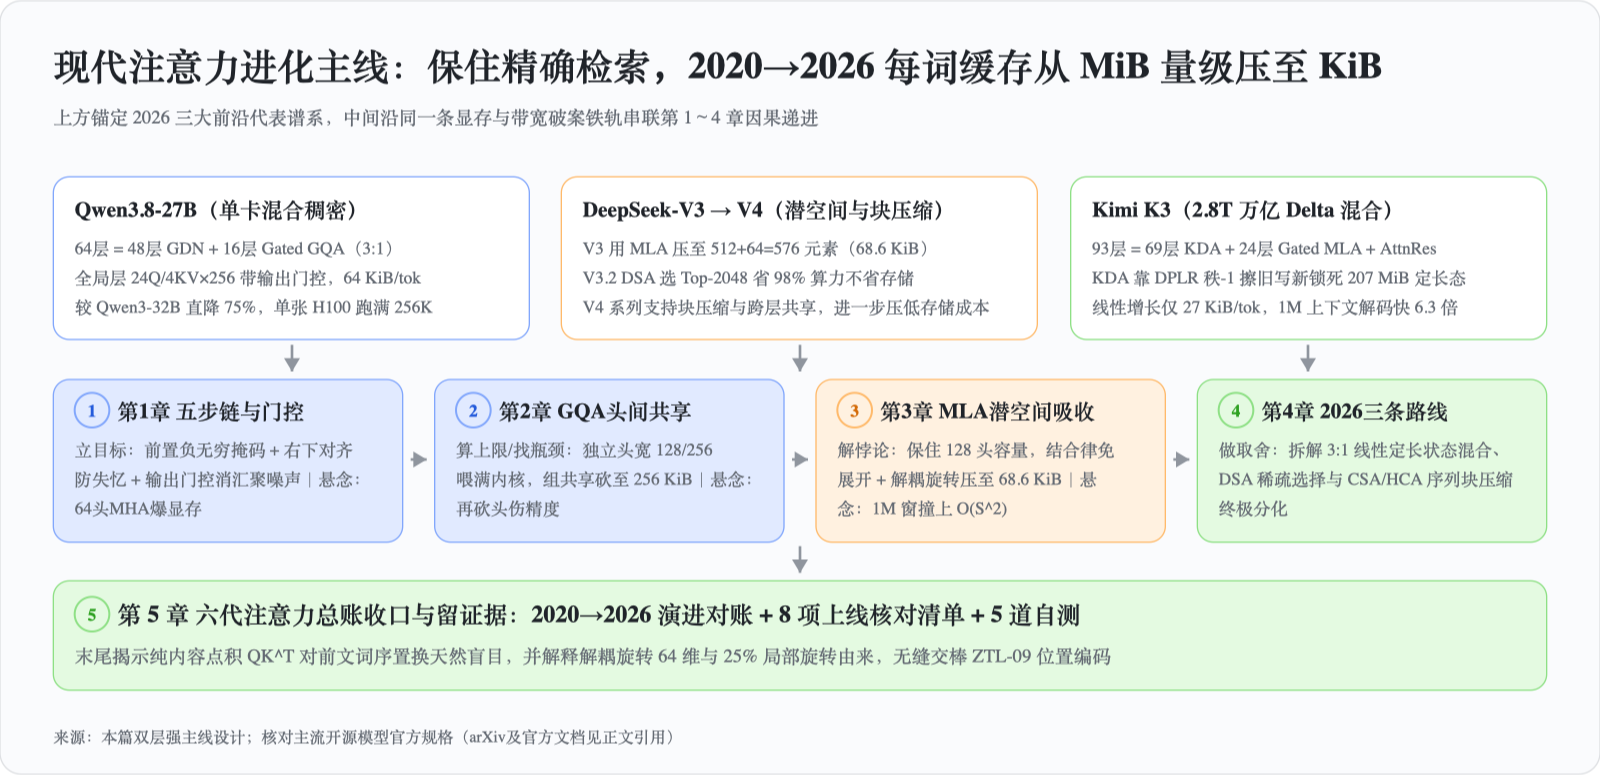 现代注意力进化主线：保住精确检索，2020→2026 每词缓存从 MiB 量级压至 KiB
上方锚定 2026 三大前沿代表谱系，中间沿同一条显存与带宽破案铁轨串联第 1～4 章因果递进
Qwen3.8-27B（单卡混合稠密）
64层 = 48层 GDN + 16层 Gated GQA（3:1）
全局层 24Q/4KV×256 带输出门控，64 KiB/tok
较 Qwen3-32B 直降 75%，单张 H100 跑满 256K
DeepSeek-V3 → V4（潜空间与块压缩）
V3 用 MLA 压至 512+64=576 元素（68.6 KiB）
V3.2 DSA 选 Top-2048 省 98% 算力不省存储
V4 系列支持块压缩与跨层共享，进一步压低存储成本
Kimi K3（2.8T 万亿 Delta 混合）
93层 = 69层 KDA + 24层 Gated MLA + AttnRes
KDA 靠 DPLR 秩-1 擦旧写新锁死 207 MiB 定长态
线性增长仅 27 KiB/tok，1M 上下文解码快 6.3 倍
1 第1章 五步链与门控
立目标：前置负无穷掩码 + 右下对齐
防失忆 + 输出门控消汇聚噪声｜悬念：
64头MHA爆显存
2 第2章 GQA头间共享
算上限/找瓶颈：独立头宽 128/256
喂满内核，组共享砍至 256 KiB｜悬念：
再砍头伤精度
3 第3章 MLA潜空间吸收
解悖论：保住 128 头容量，结合律免
展开 + 解耦旋转压至 68.6 KiB｜悬
念：1M 窗撞上 O(S^2)
4 第4章 2026三条路线
做取舍：拆解 3:1 线性定长状态混合、
DSA 稀疏选择与 CSA/HCA 序列块压缩
终极分化
5 第 5 章 六代注意力总账收口与留证据：2020→2026 演进对账 + 8 项上线核对清单 + 5 道自测
末尾揭示纯内容点积 QK^T 对前文词序置换天然盲目，并解释解耦旋转 64 维与 25% 局部旋转由来，无缝交棒 ZTL-09 位置编码
来源：本篇双层强主线设计；核对主流开源模型官方规格（arXiv及官方文档见正文引用）